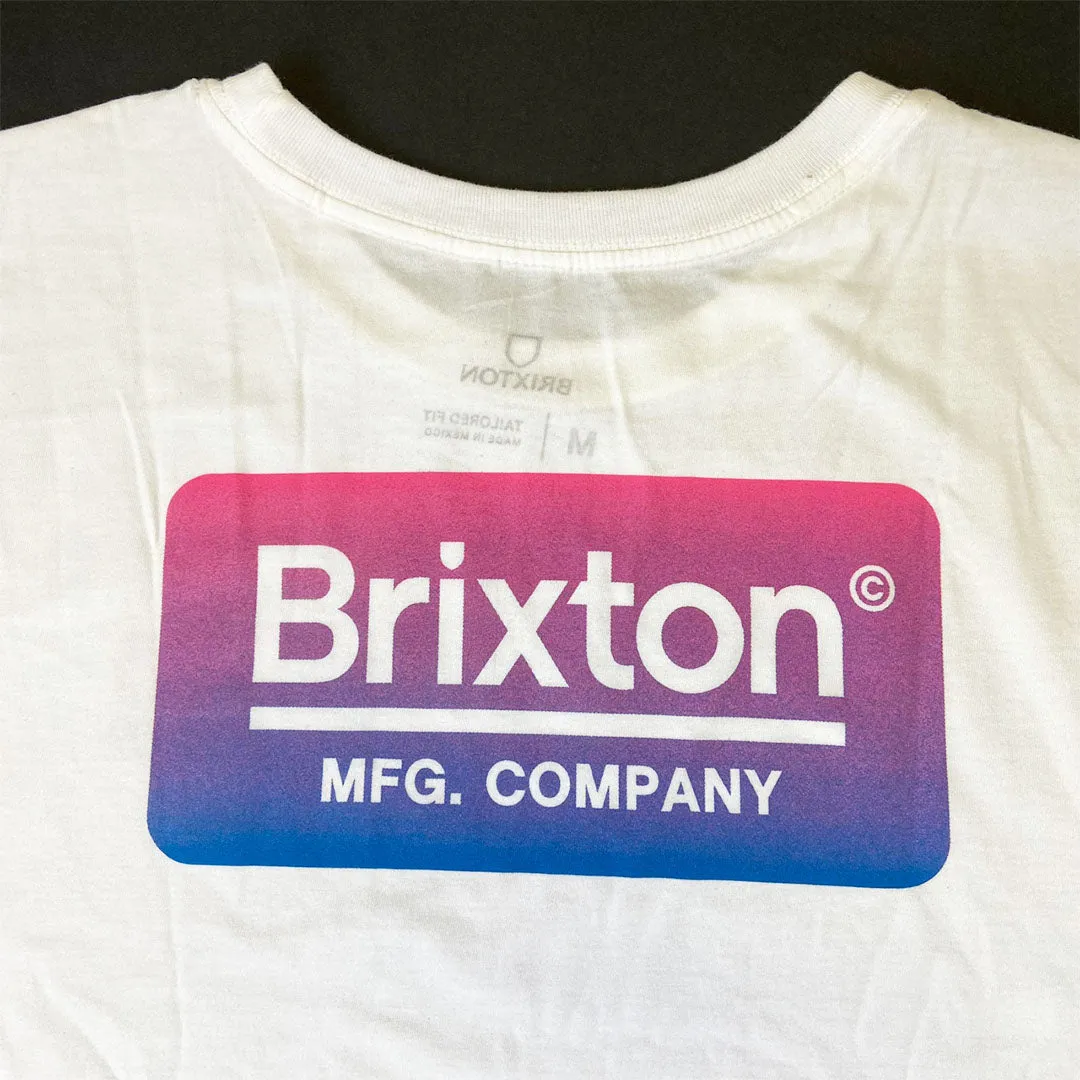 BRIXTON
M | TAILORED FIT
MADE IN MEXICO
Brixton©
MFG. COMPANY